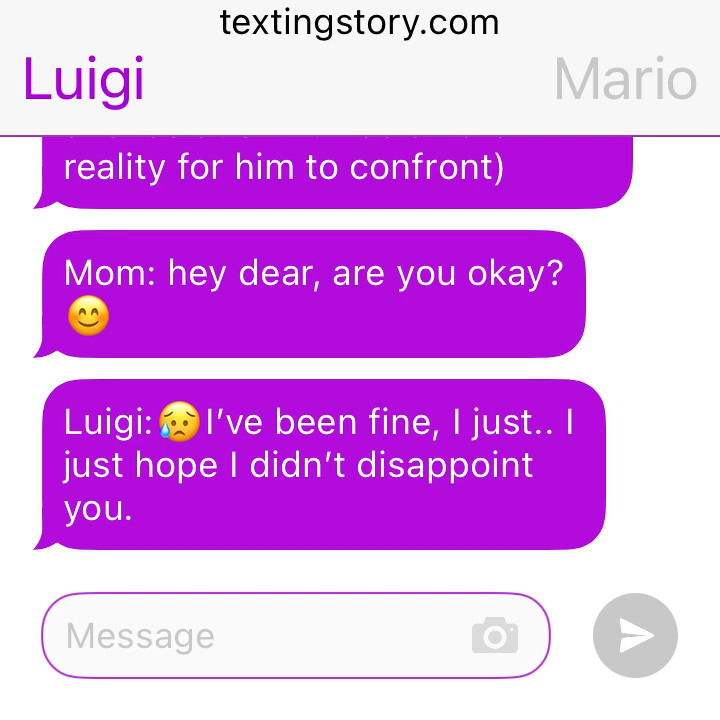 textingstory.com
Luigi Mario
reality for him to confront)
Mom: hey dear, are you okay?
😊
Luigi:😥I’ve been fine, I just.. I
just hope I didn’t disappoint
you.
Message